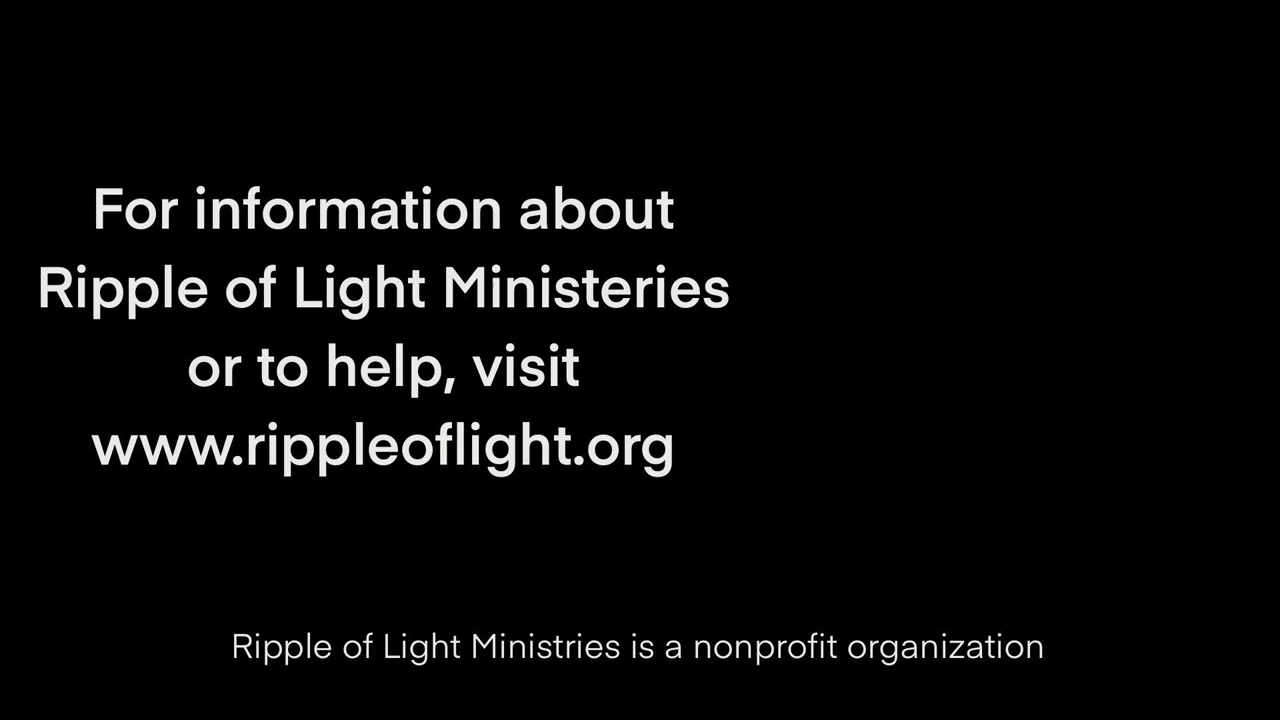 For information about
Ripple of Light Ministeries
or to help, visit
www.rippleoflight.org
Ripple of Light Ministries is a nonprofit organization